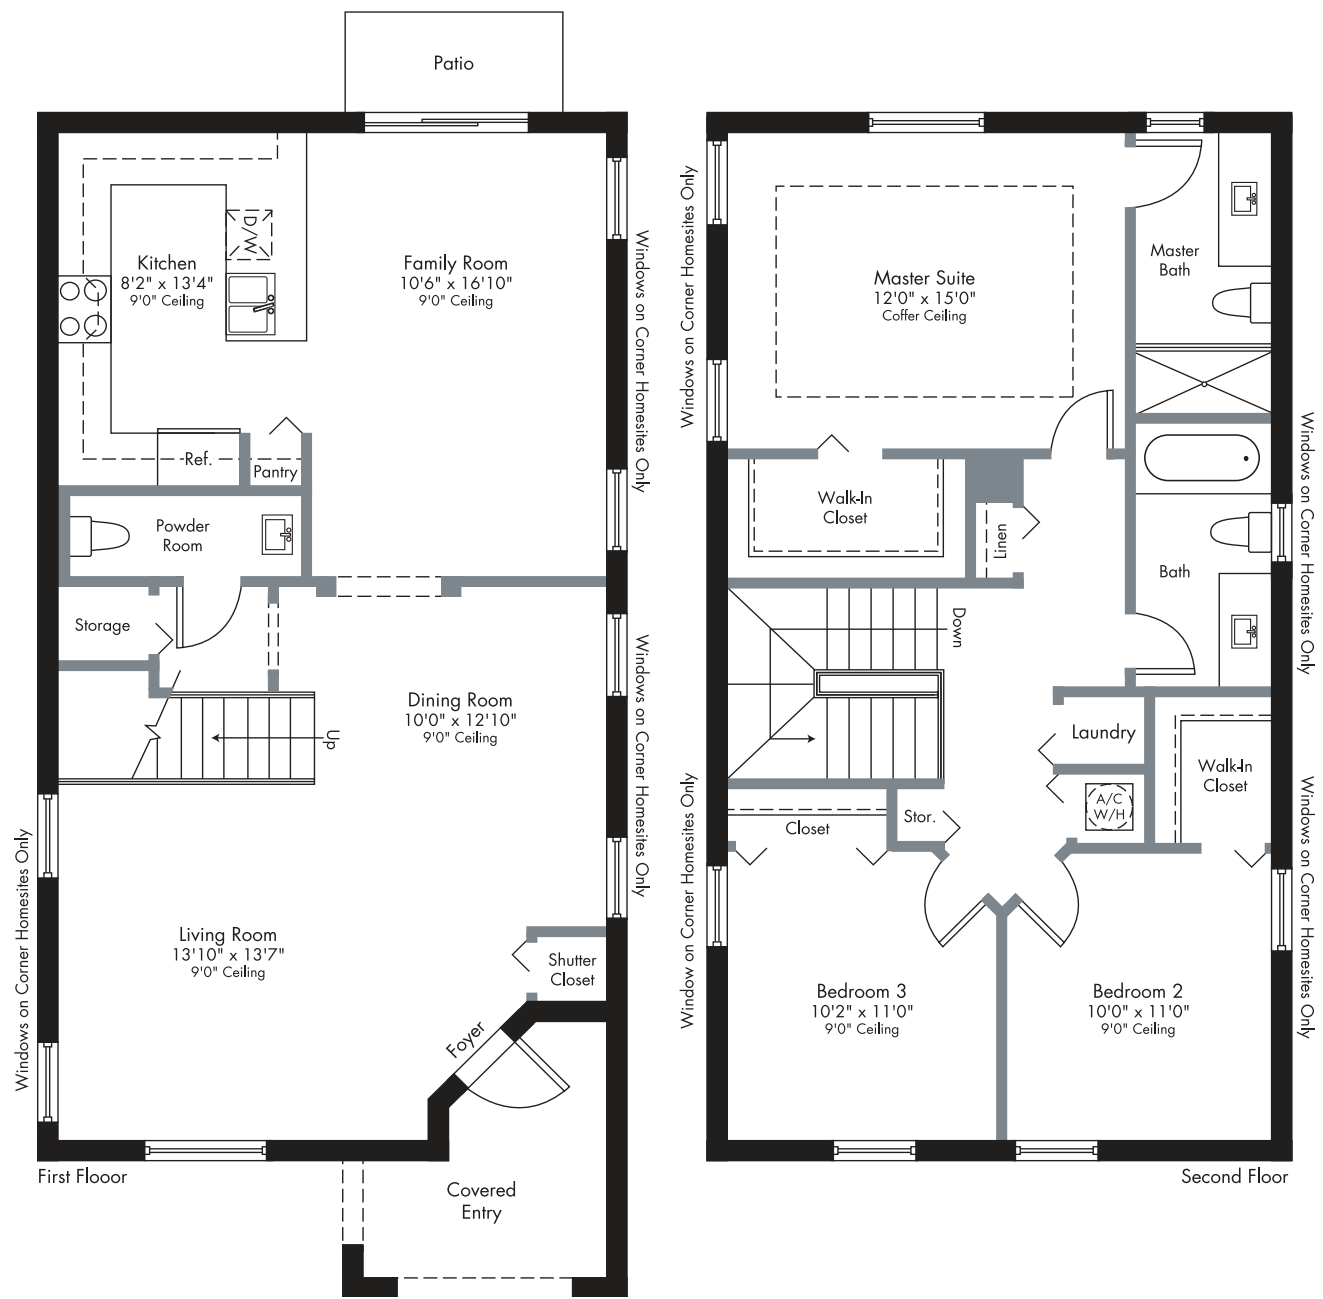 Patio
Kitchen
8'2" x 13'4"
9'0" Ceiling
D/W
Family Room
10'6" x 16'10"
9'0" Ceiling
Windows on Corner Homesites Only
Ref.
Pantry
Powder
Room
Storage
Up
Dining Room
10'0" x 12'10"
9'0" Ceiling
Windows on Corner Homesites Only
Windows on Corner Homesites Only
Living Room
13'10" x 13'7"
9'0" Ceiling
Shutter
Closet
Foyer
Covered
Entry
First Flooor
Windows on Corner Homesites Only
Master Suite
12'0" x 15'0"
Coffer Ceiling
Master
Bath
Walk-In
Closet
Linen
Bath
Windows on Corner Homesites Only
Down
Laundry
Walk-In
Closet
A/C
W/H
Stor.
Closet
Window on Corner Homesites Only
Windows on Corner Homesites Only
Bedroom 3
10'2" x 11'0"
9'0" Ceiling
Bedroom 2
10'0" x 11'0"
9'0" Ceiling
Second Floor